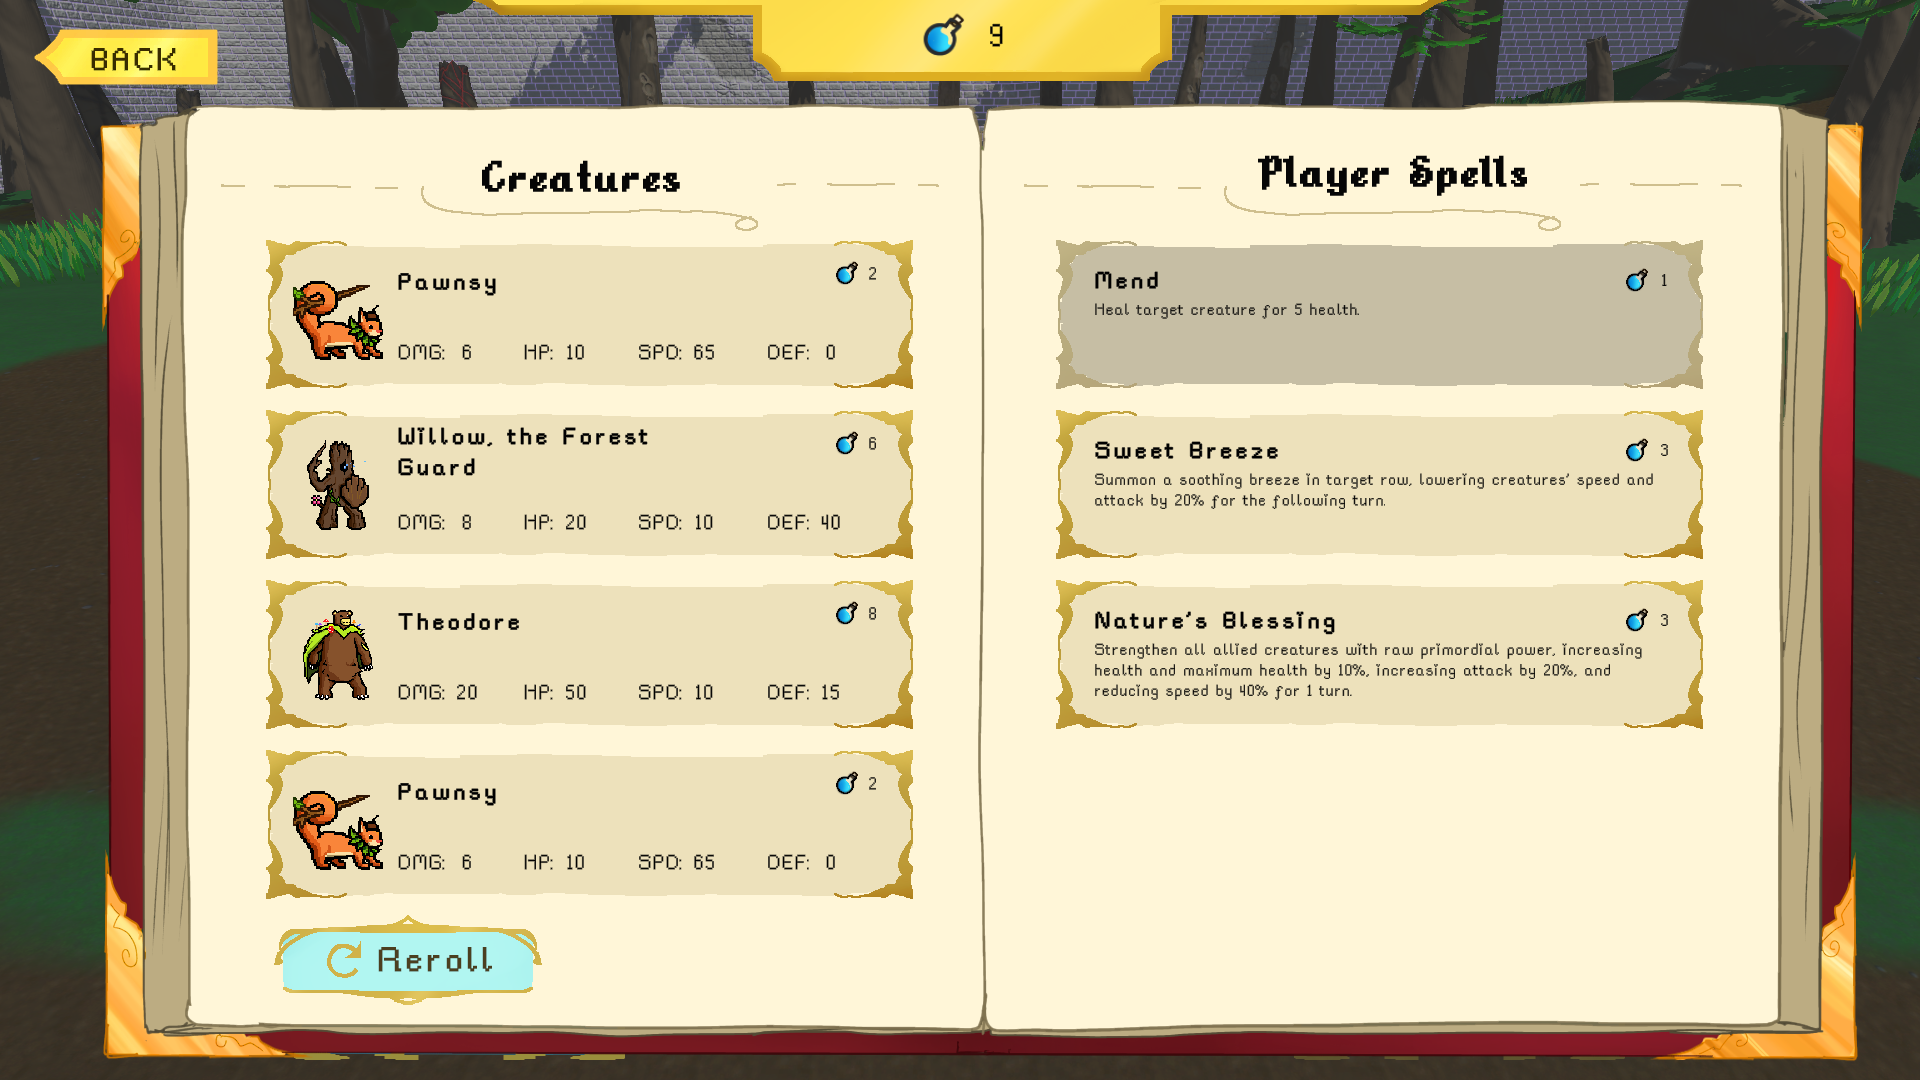 BACK
9
Creatures
Pawnsy
2
DMG: 6 HP: 10 SPD: 65 DEF: 0
Willow, the Forest
Guard
6
DMG: 8 HP: 20 SPD: 10 DEF: 40
Theodore
8
DMG: 20 HP: 50 SPD: 10 DEF: 15
Pawnsy
2
DMG: 6 HP: 10 SPD: 65 DEF: 0
Reroll
Player Spells
Mend
1
Heal target creature for 5 health.
Sweet Breeze
3
Summon a soothing breeze in target row, lowering creatures' speed and
attack by 20% for the following turn.
Nature's Blessing
3
Strengthen all allied creatures with raw primordial power, increasing
health and maximum health by 10%, increasing attack by 20%, and
reducing speed by 40% for 1 turn.